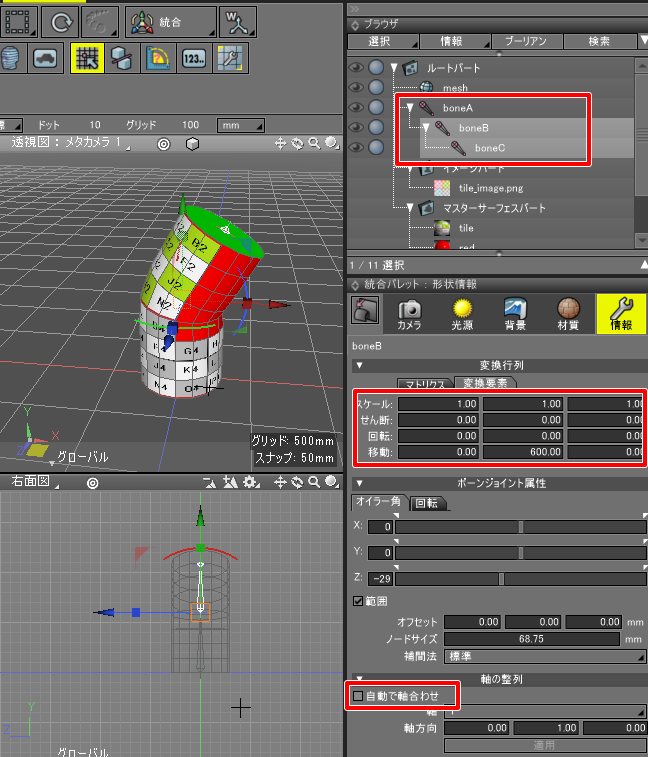 統合
123..
ドット 10 グリッド 100 mm
透視図 : メタカメラ 1
B/2
F/2
J/2
N/2
G4
K4
O4
グリッド: 500mm
スナップ: 50mm
Y
X
グローバル
右面図
Y
Z
グローバル
ブラウザ
選択 情報 ブーリアン 検索
ルートパート
mesh
boneA
boneB
boneC
イメージパート
tile_image.png
マスターサーフェスパート
tile
red
1 / 11 選択
統合パレット : 形状情報
カメラ 光源 背景 材質 情報
boneB
変換行列
マトリクス 変換要素
スケール: 1.00 1.00 1.00
せん断: 0.00 0.00 0.00
回転: 0.00 0.00 0.00
移動: 0.00 600.00 0.00
ボーンジョイント属性
オイラー角 回転
X: 0
Y: 0
Z: -29
範囲
オフセット 0.00 0.00 0.00 mm
ノードサイズ 68.75 mm
補間法 標準
軸の整列
自動で軸合わせ
軸
軸方向 0.00 1.00 0.00
適用